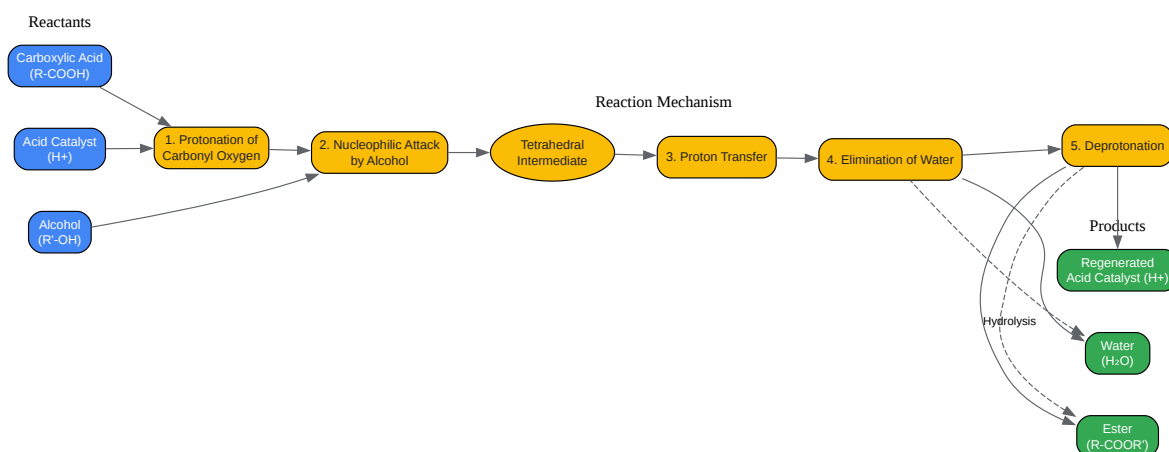 Reactants
Carboxylic Acid
(R-COOH)
Acid Catalyst
(H+)
Alcohol
(R'-OH)
Reaction Mechanism
1. Protonation of
Carbonyl Oxygen
2. Nucleophilic Attack
by Alcohol
Tetrahedral
Intermediate
3. Proton Transfer
4. Elimination of Water
5. Deprotonation
Products
Regenerated
Acid Catalyst (H+)
Hydrolysis
Water
(H₂O)
Ester
(R-COOR')